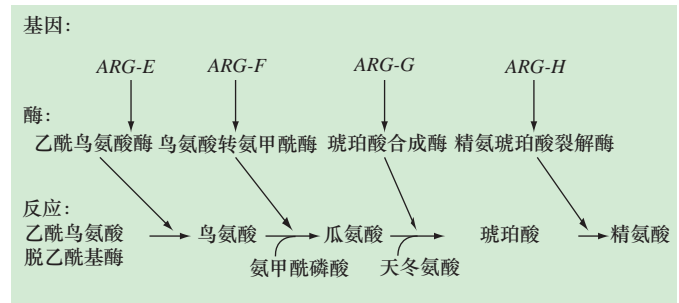 基因：
ARG-E ARG-F ARG-G ARG-H
酶：
乙酰鸟氨酸酶 鸟氨酸转氨甲酰酶 琥珀酸合成酶 精氨琥珀酸裂解酶
反应：
乙酰鸟氨酸 鸟氨酸 瓜氨酸 琥珀酸 精氨酸
脱乙酰基酶 氨甲酰磷酸 天冬氨酸